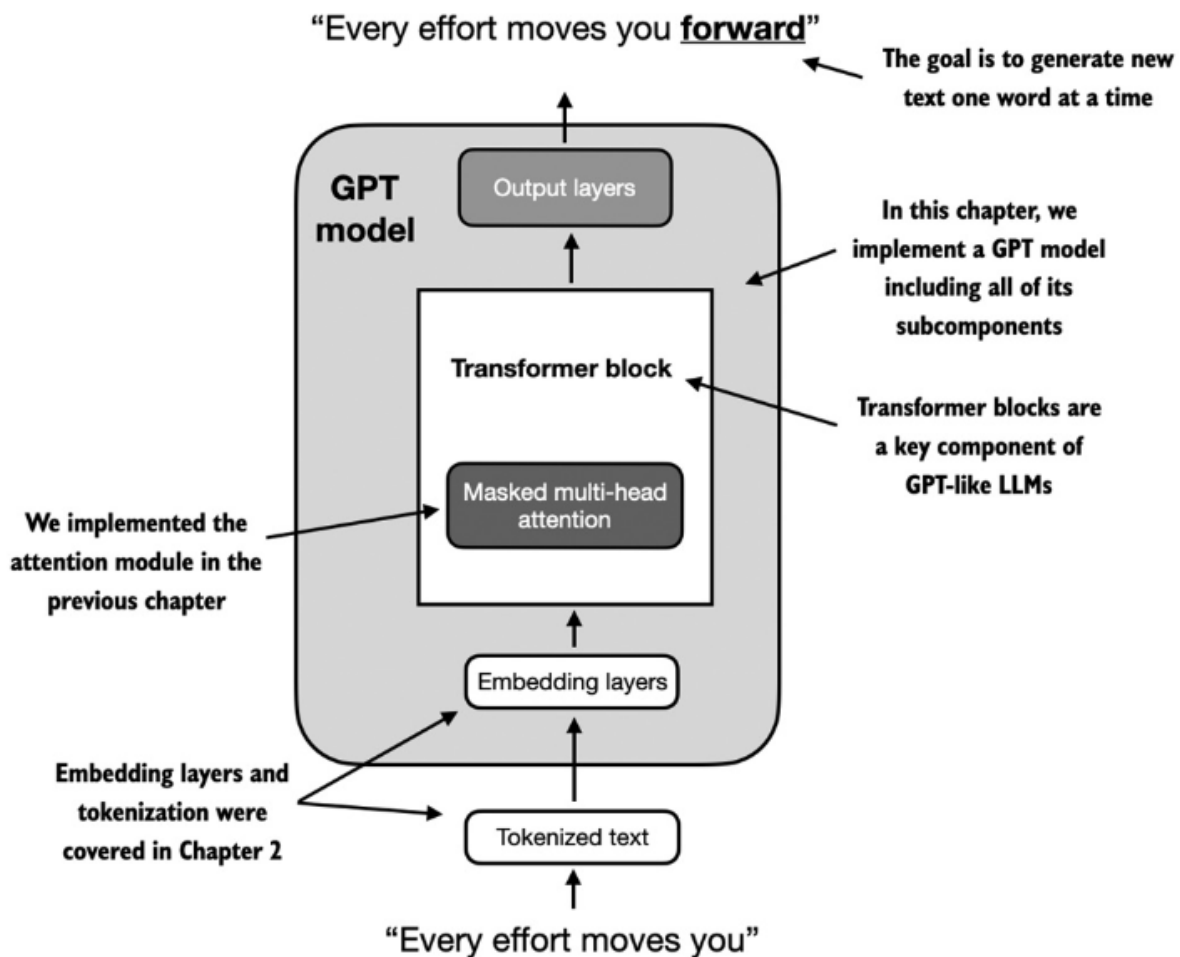 “Every effort moves you forward”
The goal is to generate new
text one word at a time
GPT
model
Output layers
In this chapter, we
implement a GPT model
including all of its
subcomponents
Transformer block
Transformer blocks are
a key component of
GPT-like LLMs
Masked multi-head
attention
We implemented the
attention module in the
previous chapter
Embedding layers
Embedding layers and
tokenization were
covered in Chapter 2
Tokenized text
“Every effort moves you”